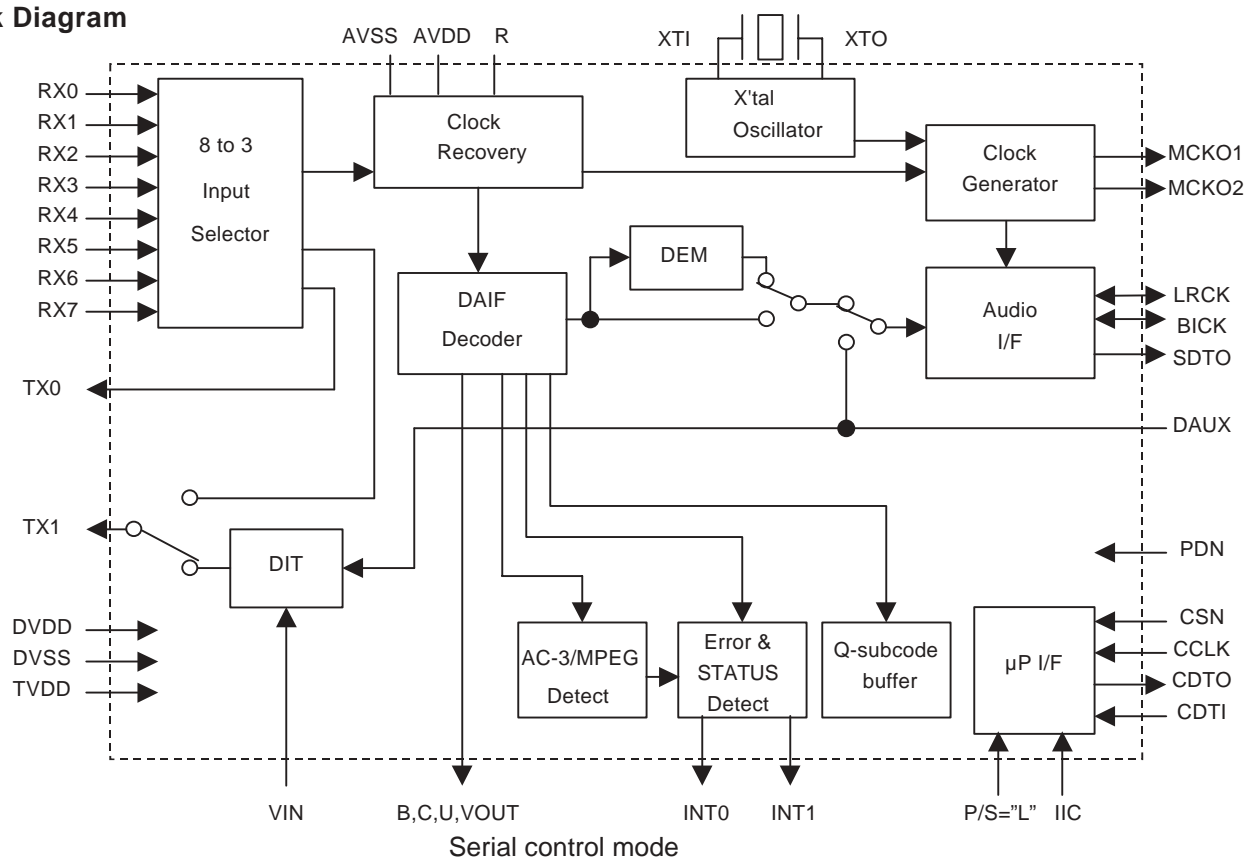 k Diagram
AVSS AVDD R
XTI XTO
RX0
RX1
RX2
RX3
RX4
RX5
RX6
RX7
8 to 3
Input
Selector
Clock
Recovery
X'tal
Oscillator
Clock
Generator
MCKO1
MCKO2
DEM
DAIF
Decoder
Audio
I/F
LRCK
BICK
SDTO
TX0
DAUX
TX1
DIT
PDN
DVDD
DVSS
TVDD
AC-3/MPEG
Detect
Error &
STATUS
Detect
Q-subcode
buffer
µP I/F
CSN
CCLK
CDTO
CDTI
VIN
B,C,U,VOUT
INT0
INT1
P/S="L"
IIC
Serial control mode